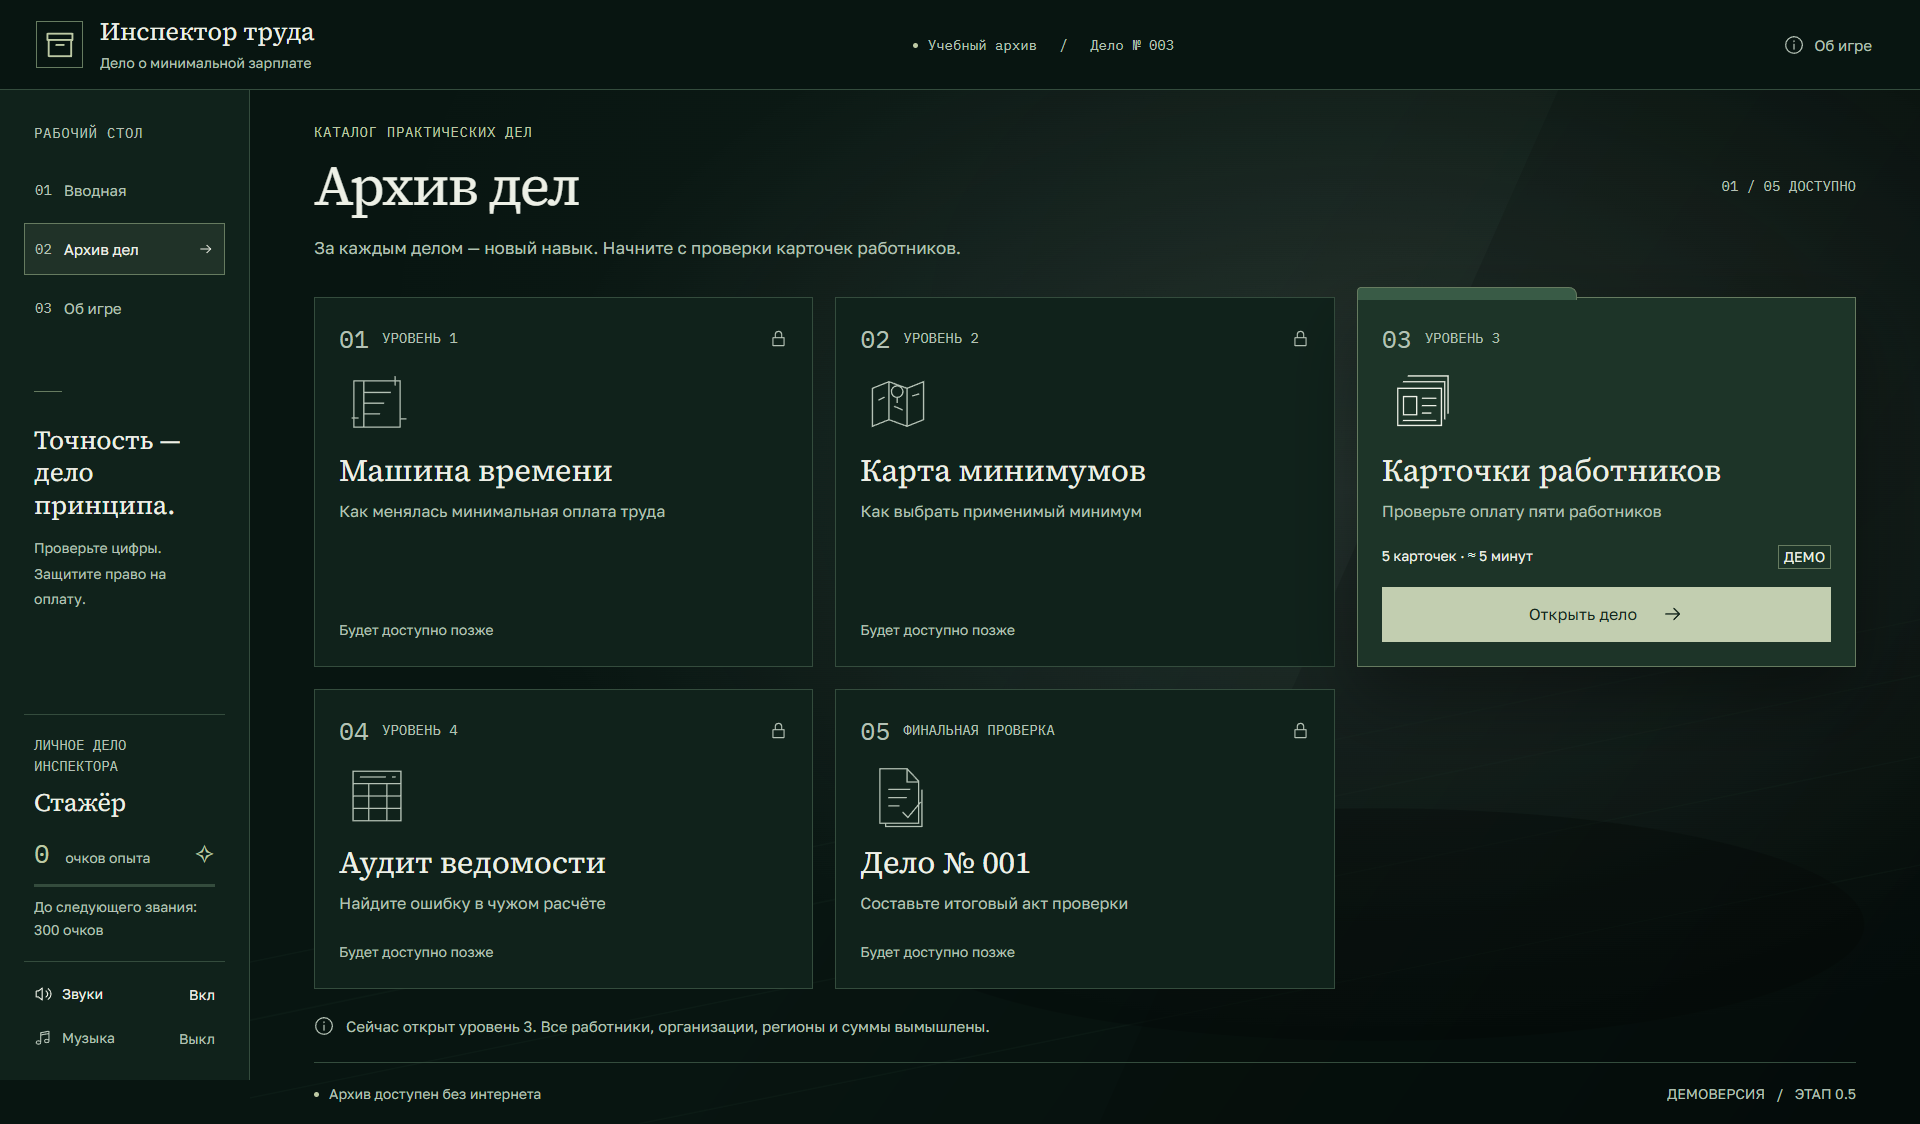 Инспектор труда
Дело о минимальной зарплате
• Учебный архив / Дело № 003
Об игре
РАБОЧИЙ СТОЛ
01 Вводная
02 Архив дел →
03 Об игре
Точность —
дело
принципа.
Проверьте цифры.
Защитите право на
оплату.
ЛИЧНОЕ ДЕЛО
ИНСПЕКТОРА
Стажёр
0 очков опыта
До следующего звания:
300 очков
Звуки Вкл
Музыка Выкл
КАТАЛОГ ПРАКТИЧЕСКИХ ДЕЛ
Архив дел
01 / 05 ДОСТУПНО
За каждым делом — новый навык. Начните с проверки карточек работников.
01 УРОВЕНЬ 1
Машина времени
Как менялась минимальная оплата труда
Будет доступно позже
02 УРОВЕНЬ 2
Карта минимумов
Как выбрать применимый минимум
Будет доступно позже
03 УРОВЕНЬ 3
Карточки работников
Проверьте оплату пяти работников
5 карточек · ≈ 5 минут
ДЕМО
Открыть дело →
04 УРОВЕНЬ 4
Аудит ведомости
Найдите ошибку в чужом расчёте
Будет доступно позже
05 ФИНАЛЬНАЯ ПРОВЕРКА
Дело № 001
Составьте итоговый акт проверки
Будет доступно позже
Сейчас открыт уровень 3. Все работники, организации, регионы и суммы вымышлены.
• Архив доступен без интернета
ДЕМОВЕРСИЯ / ЭТАП 0.5